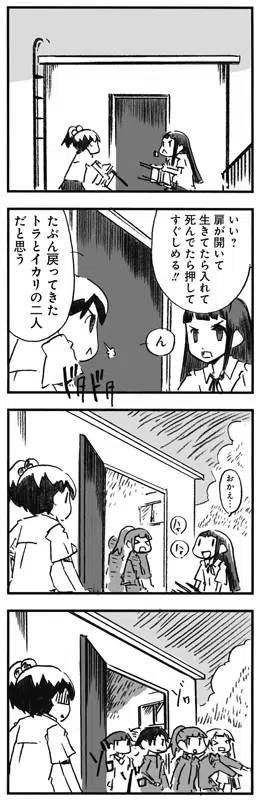 いい？
扉が開いて
生きてたら入れて
死んでたら押して
すぐしめる!!
ん
たぶん戻ってきた
トラとイカリの二人
だと思う
ドタドタ
おかえ…
ゾロ
ゾロ